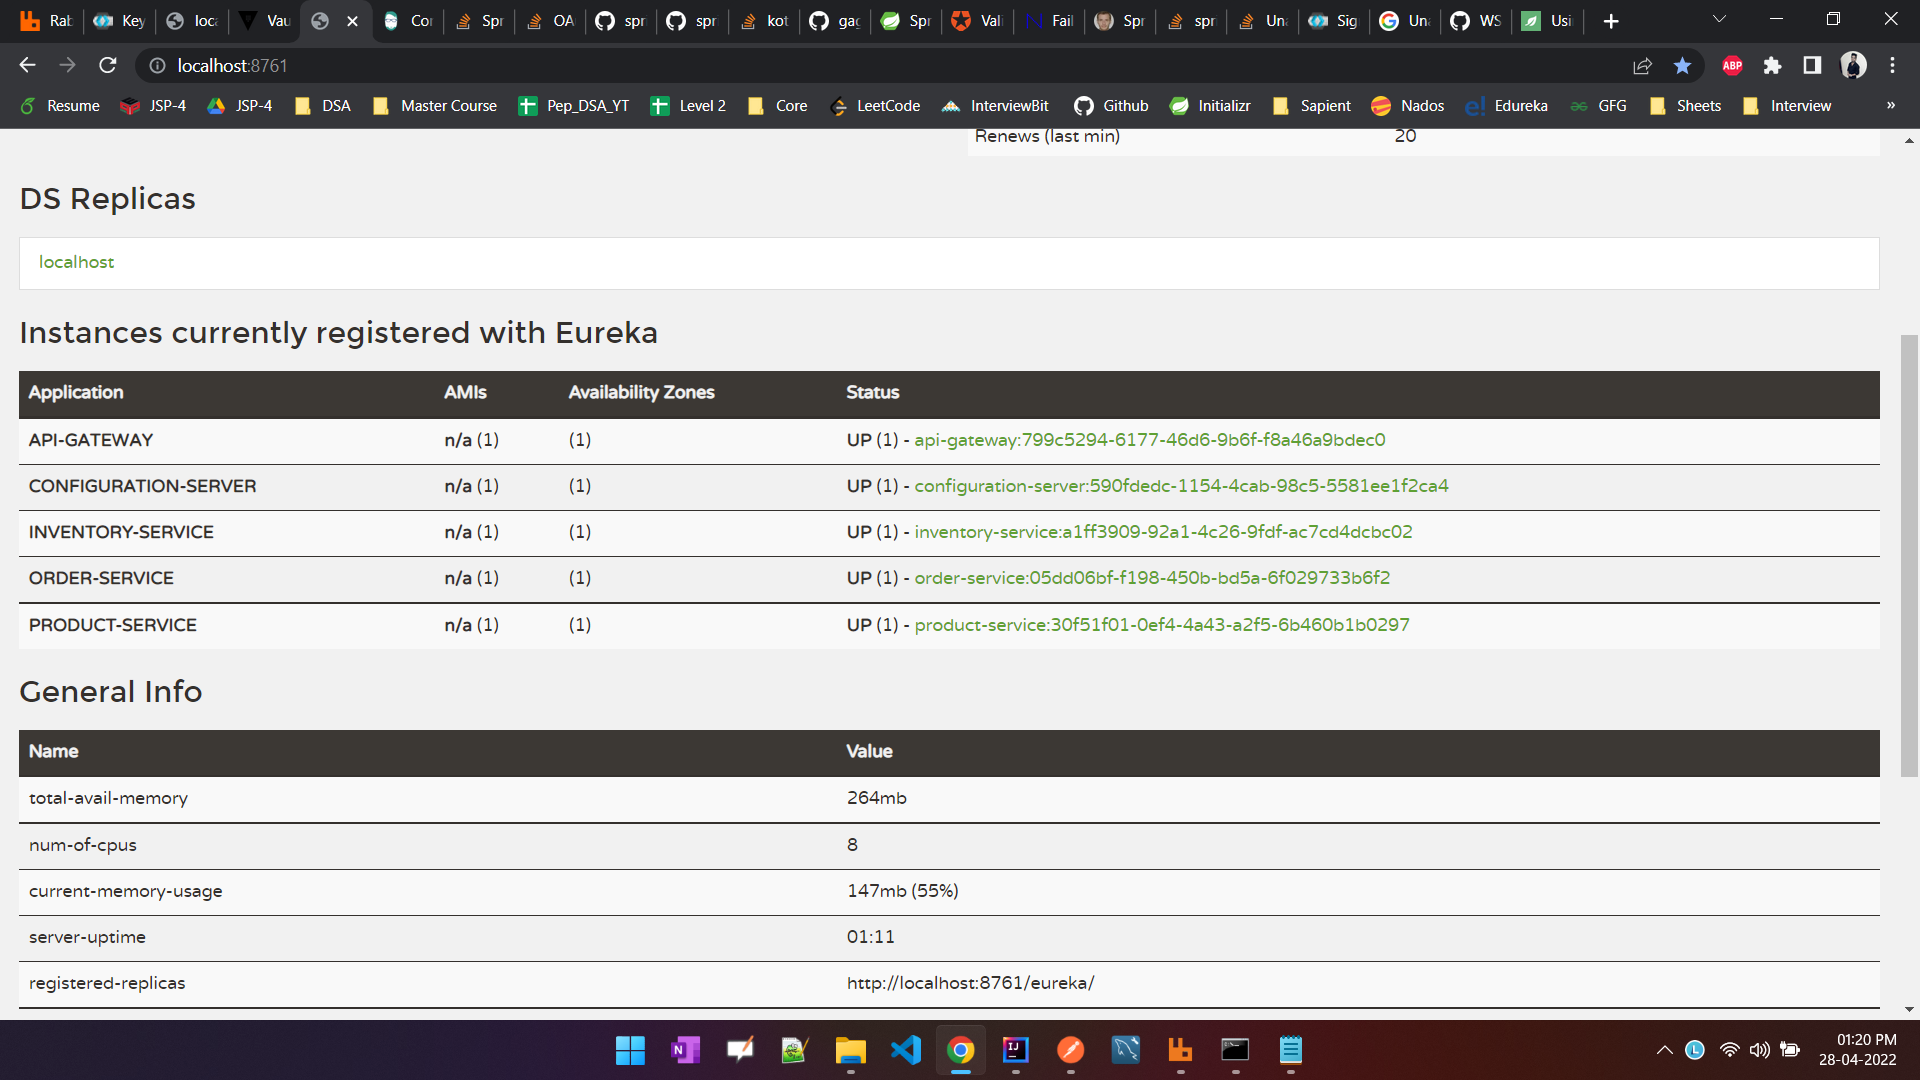 Rab Key loca Vau Cor Spr OA spr spr kot gag Spr Vali Fail Spr spr Una Sig Una WS Usi
localhost:8761
ABP
Resume JSP-4 JSP-4 DSA Master Course Pep_DSA_YT Level 2 Core LeetCode InterviewBit Github Initializr Sapient Nados Edureka GFG Sheets Interview »
Renews (last min) 20
DS Replicas
localhost
Instances currently registered with Eureka
Application AMIs Availability Zones Status
API-GATEWAY n/a (1) (1) UP (1) - api-gateway:799c5294-6177-46d6-9b6f-f8a46a9bdec0
CONFIGURATION-SERVER n/a (1) (1) UP (1) - configuration-server:590fdedc-1154-4cab-98c5-5581ee1f2ca4
INVENTORY-SERVICE n/a (1) (1) UP (1) - inventory-service:a1ff3909-92a1-4c26-9fdf-ac7cd4dcbc02
ORDER-SERVICE n/a (1) (1) UP (1) - order-service:05dd06bf-f198-450b-bd5a-6f029733b6f2
PRODUCT-SERVICE n/a (1) (1) UP (1) - product-service:30f51f01-0ef4-4a43-a2f5-6b460b1b0297
General Info
Name Value
total-avail-memory 264mb
num-of-cpus 8
current-memory-usage 147mb (55%)
server-uptime 01:11
registered-replicas http://localhost:8761/eureka/
01:20 PM
28-04-2022